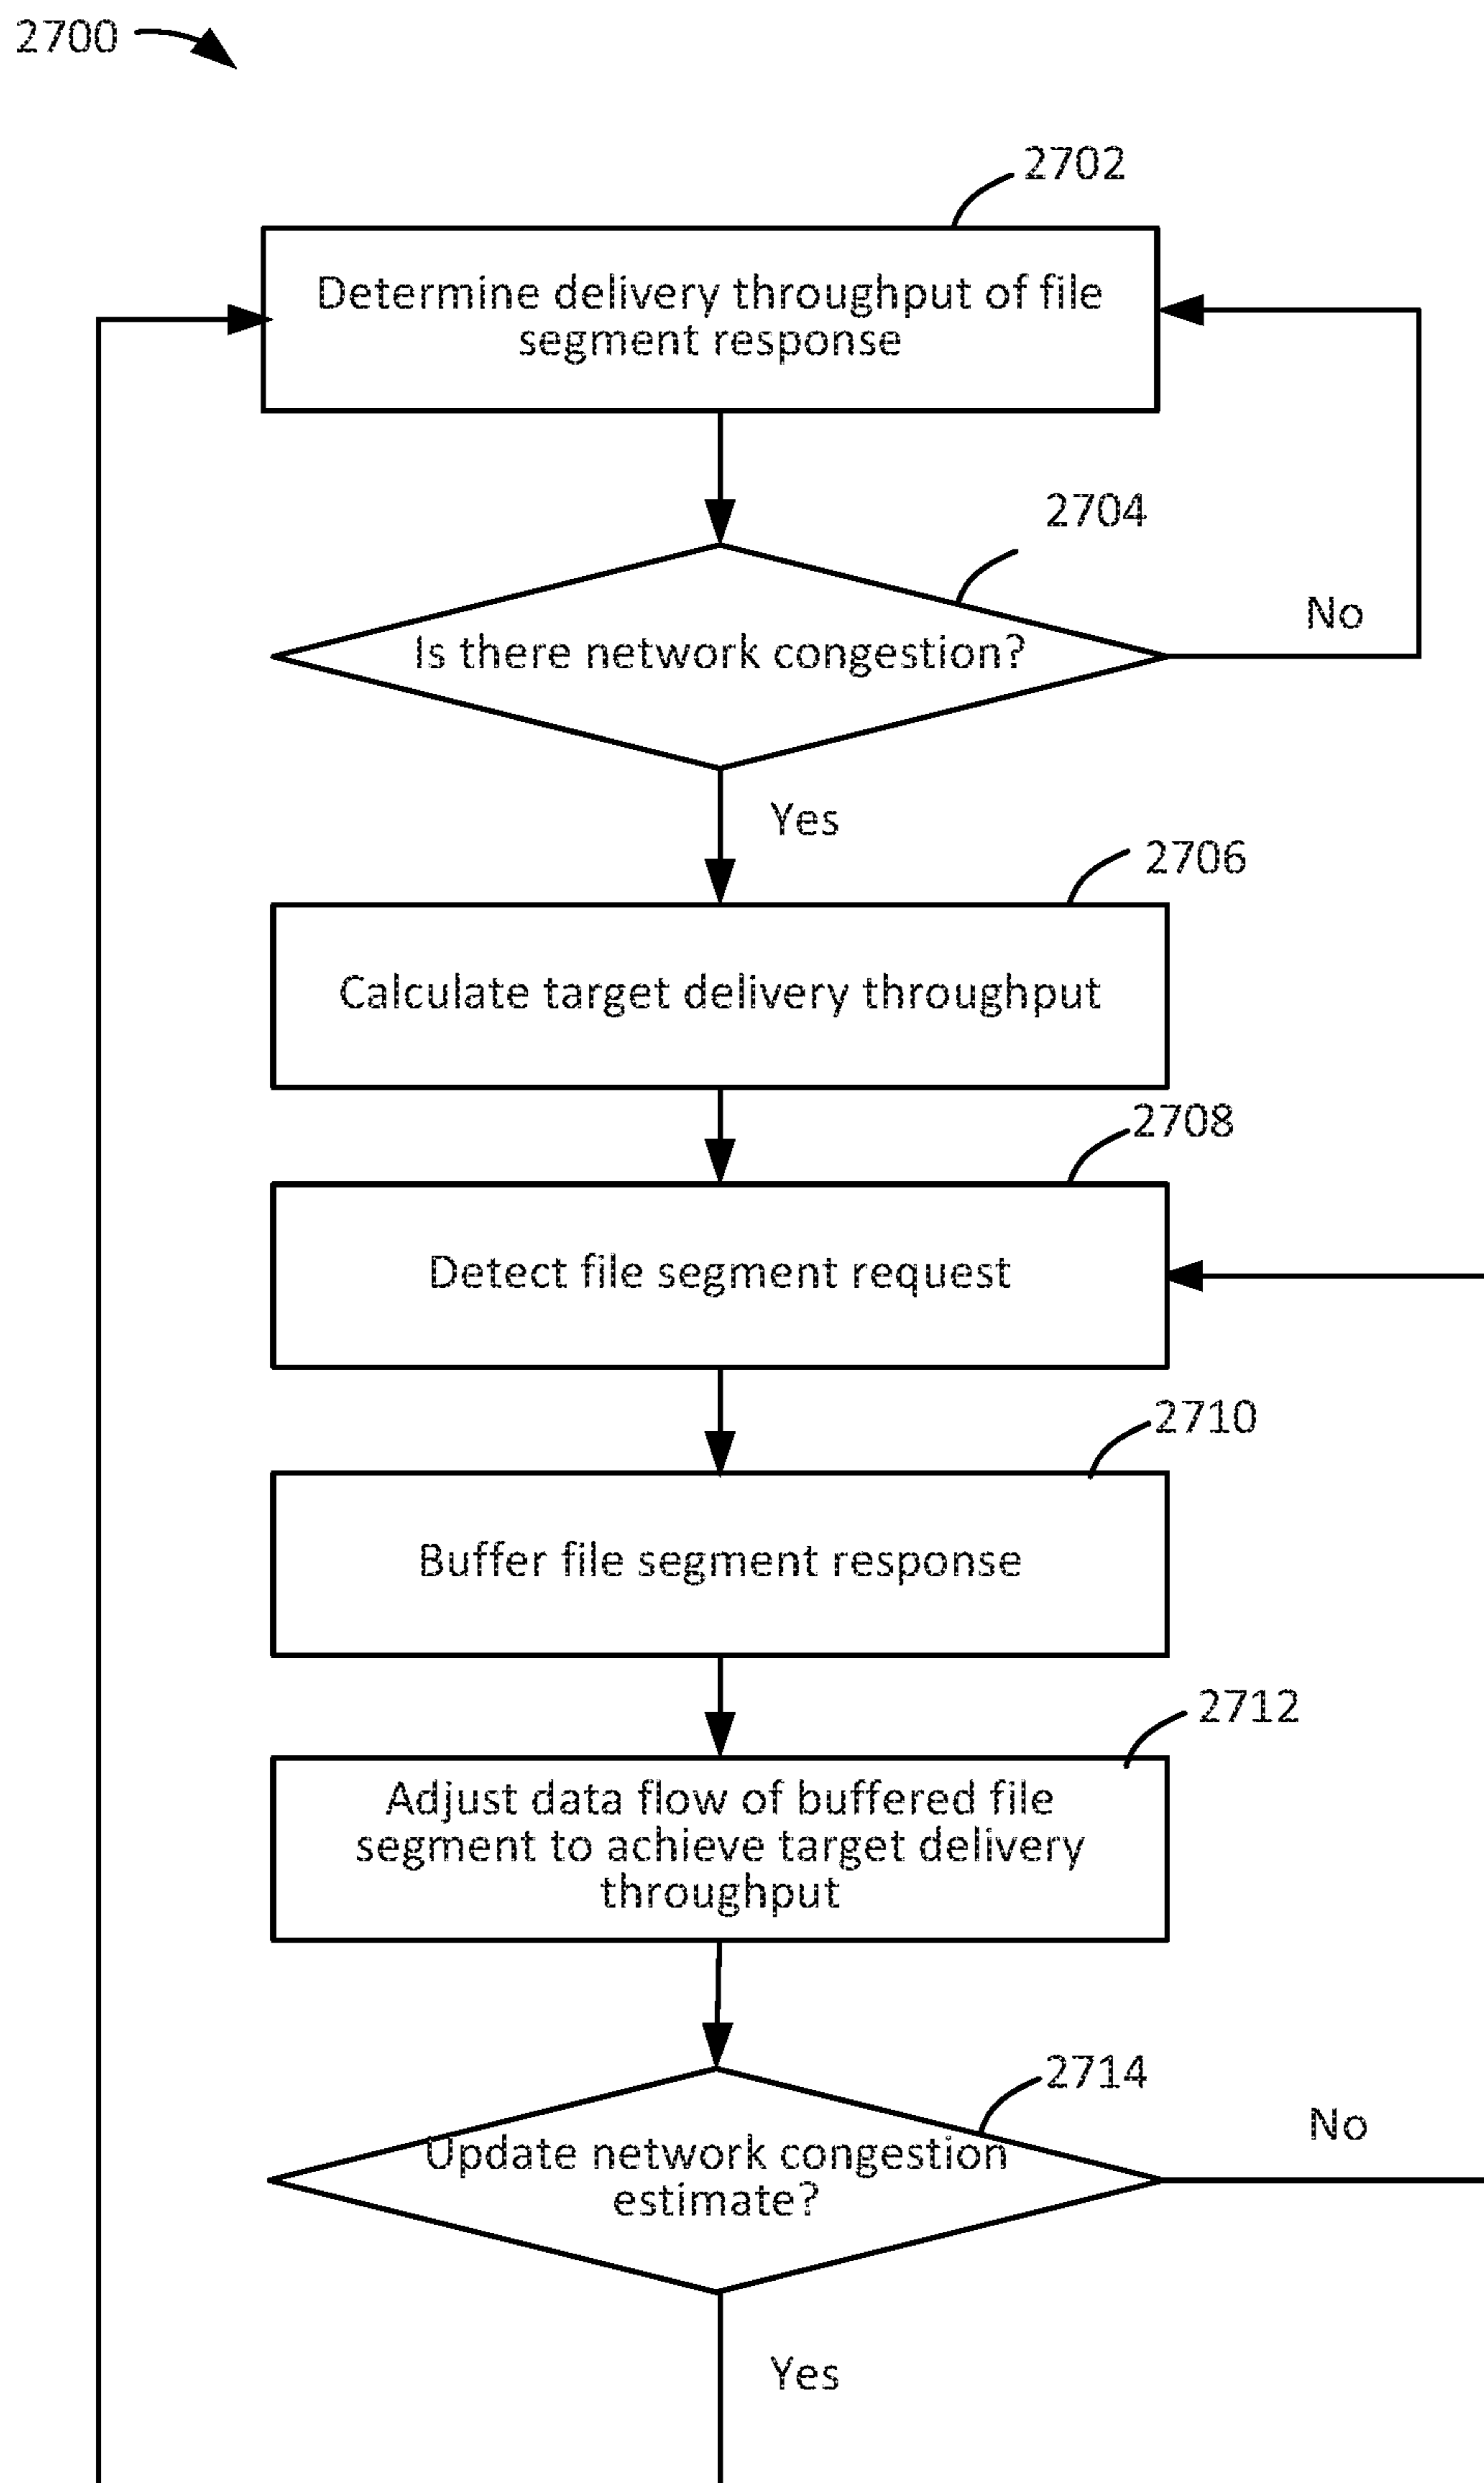 2700
2702
Determine delivery throughput of file
segment response
2704
Is there network congestion?
No
Yes
2706
Calculate target delivery throughput
2708
Detect file segment request
2710
Buffer file segment response
2712
Adjust data flow of buffered file
segment to achieve target delivery
throughput
2714
No
Update network congestion
estimate?
Yes